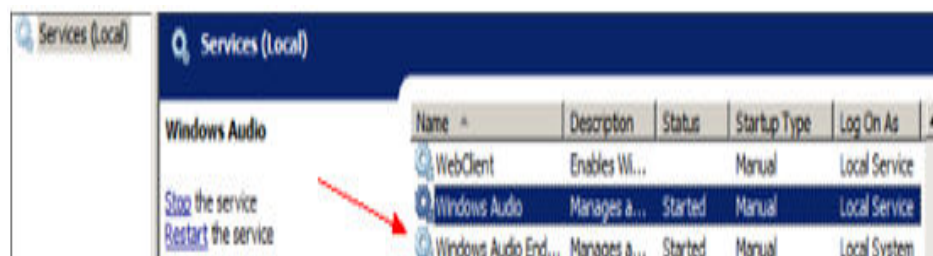 Services (Local)
Services (Local)
Windows Audio
Stop the service
Restart the service
Name Description Status Startup Type Log On As
WebClient Enables Wi... Manual Local Service
Windows Audio Manages a... Started Manual Local Service
Windows Audio End... Manages a... Started Manual Local System